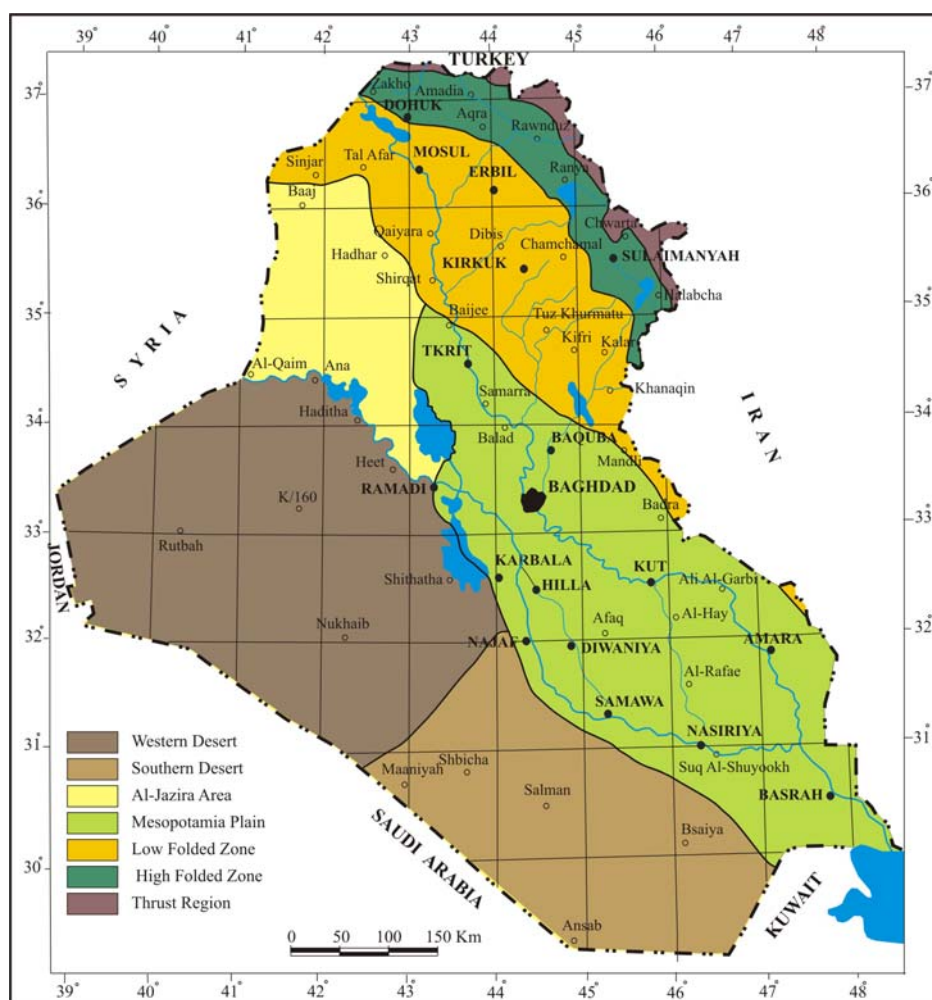 39° 40° 41° 42° 43° 44° 45° 46° 47° 48°
TURKEY
37° 37°
Zakho
Amadia
DOHUK
Aqra
Rawnduz
MOSUL
Tal Afar
Sinjar
ERBIL
Ranya
36° 36°
Baaj
Qaiyara
Dibis
Chwarta
Hadhar
Chamchamal
SULAIMANYAH
KIRKUK
Shirqat
Halabcha
35° 35°
Baijee
Tuz Khurmatu
Kifri
Kalar
TKRIT
SYRIA
Al-Qaim
Ana
Khanaqin
IRAN
Samarra
34° 34°
Haditha
Balad
BAQUBA
Mandli
Heet
RAMADI
BAGHDAD
K/160
Badra
33° 33°
Rutbah
JORDAN
KARBALA
KUT
Shithatha
HILLA
Ali Al-Garbi
Afaq
Al-Hay
32° 32°
Nukhaib
NAJAF
DIWANIYA
AMARA
Al-Rafae
SAMAWA
31° 31°
NASIRIYA
Suq Al-Shuyookh
Western Desert
Southern Desert
Al-Jazira Area
Mesopotamia Plain
Low Folded Zone
High Folded Zone
Thrust Region
Shbicha
Maaniyah
Salman
BASRAH
Bsaiya
30° 30°
SAUDI ARABIA
KUWAIT
Ansab
0 50 100 150 Km
39° 40° 41° 42° 43° 44° 45° 46° 47° 48